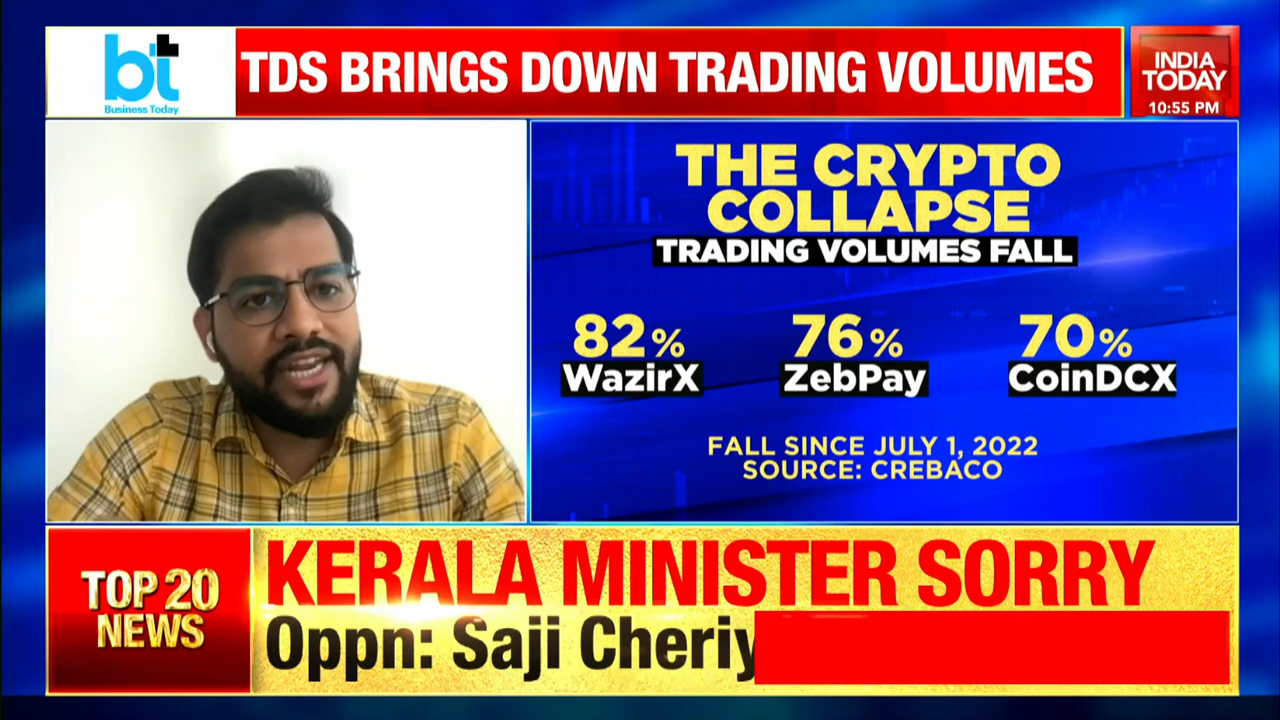 bt
Business Today
TDS BRINGS DOWN TRADING VOLUMES
INDIA
TODAY
10:55 PM
THE CRYPTO
COLLAPSE
TRADING VOLUMES FALL
82% 76% 70%
WazirX ZebPay CoinDCX
FALL SINCE JULY 1, 2022
SOURCE: CREBACO
TOP 20
NEWS
KERALA MINISTER SORRY
Oppn: Saji